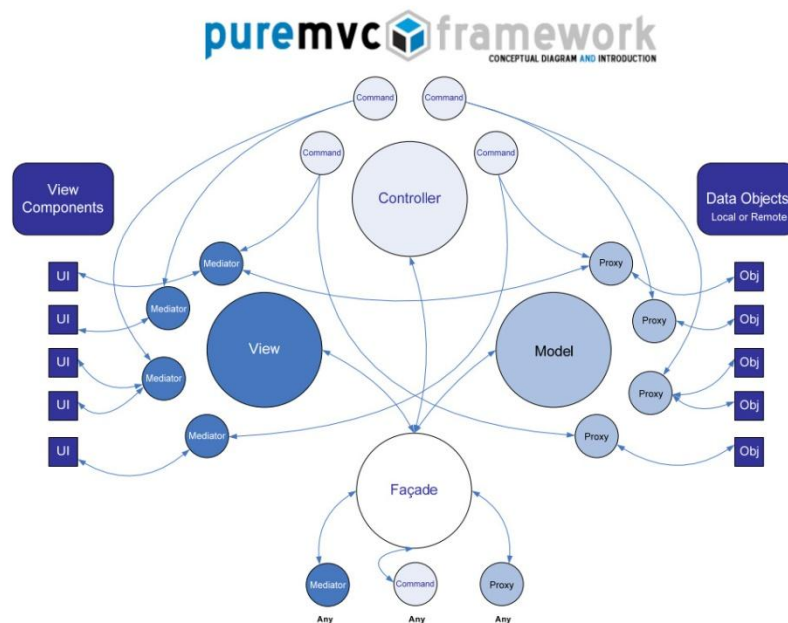 puremvc framework
CONCEPTUAL DIAGRAM AND INTRODUCTION
Command
Command
Command
Command
View
Components
Controller
Data Objects
Local or Remote
Mediator
Proxy
UI
Obj
Mediator
Proxy
UI
Obj
View
Model
UI
Obj
Mediator
Proxy
UI
Obj
Mediator
Proxy
UI
Obj
Façade
Mediator
Command
Proxy
Any
Any
Any